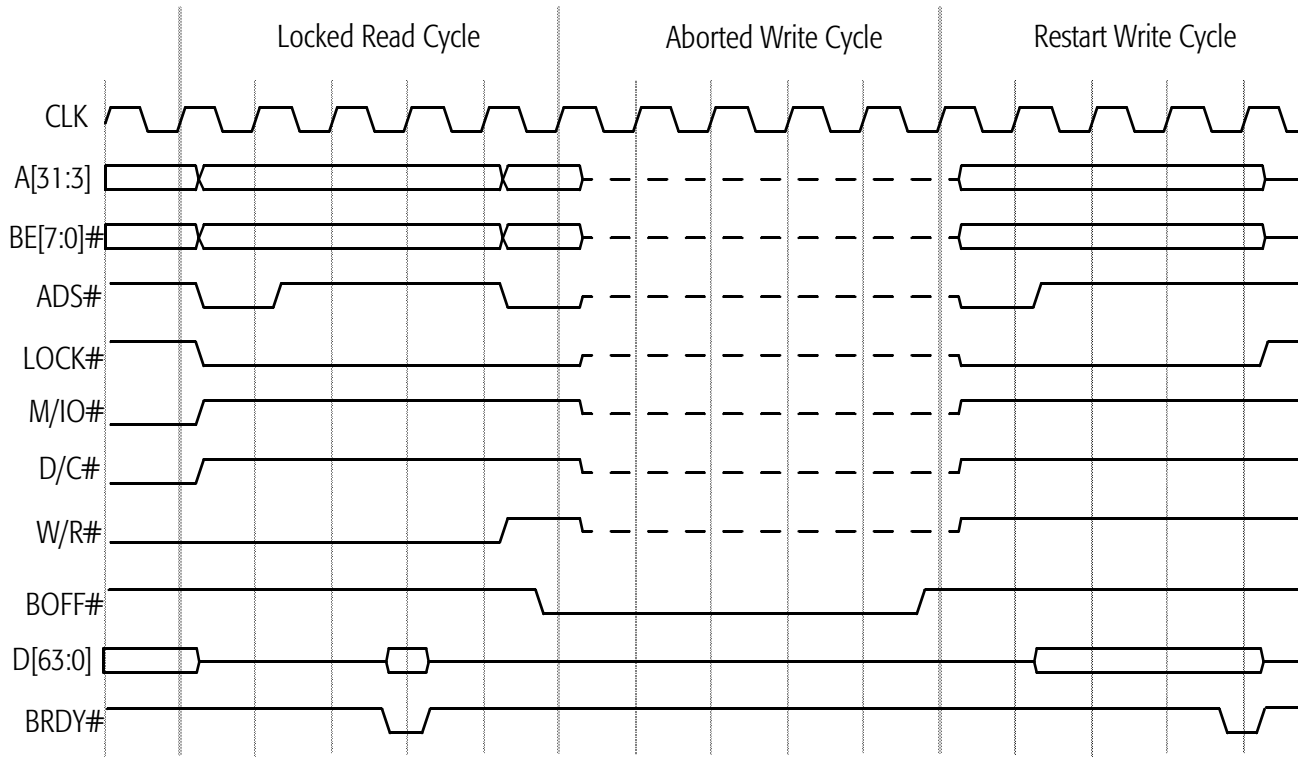 Locked Read Cycle Aborted Write Cycle Restart Write Cycle
CLK
A[31:3]
BE[7:0]#
ADS#
LOCK#
M/IO#
D/C#
W/R#
BOFF#
D[63:0]
BRDY#